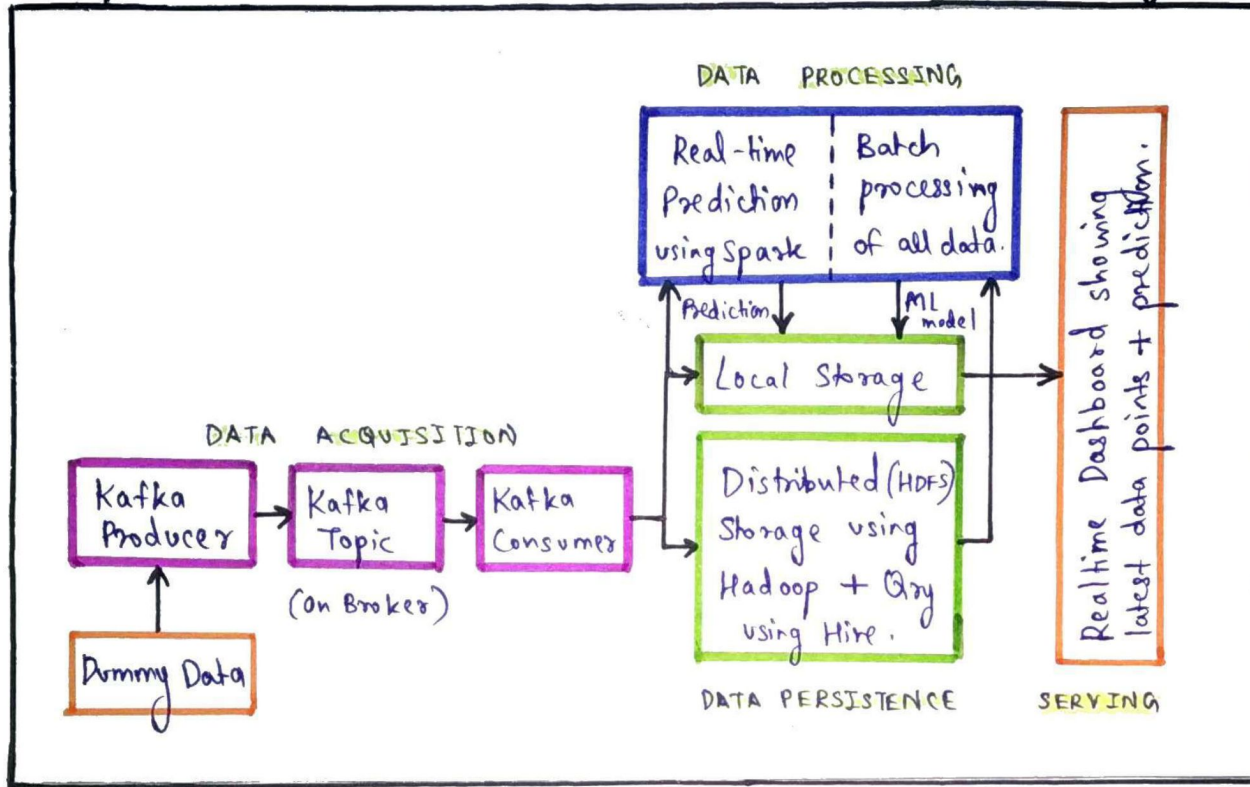 DATA PROCESSING
Real-time
Prediction
using Spark
Batch
processing
of all data.
Prediction
ML
model
Local Storage
DATA ACQUISITION
Kafka
Producer
Kafka
Topic
(On Broker)
Kafka
Consumer
Dummy Data
Distributed (HDFS)
Storage using
Hadoop + Qry
using Hive.
DATA PERSISTENCE
Realtime Dashboard showing
latest data points + prediction.
SERVING